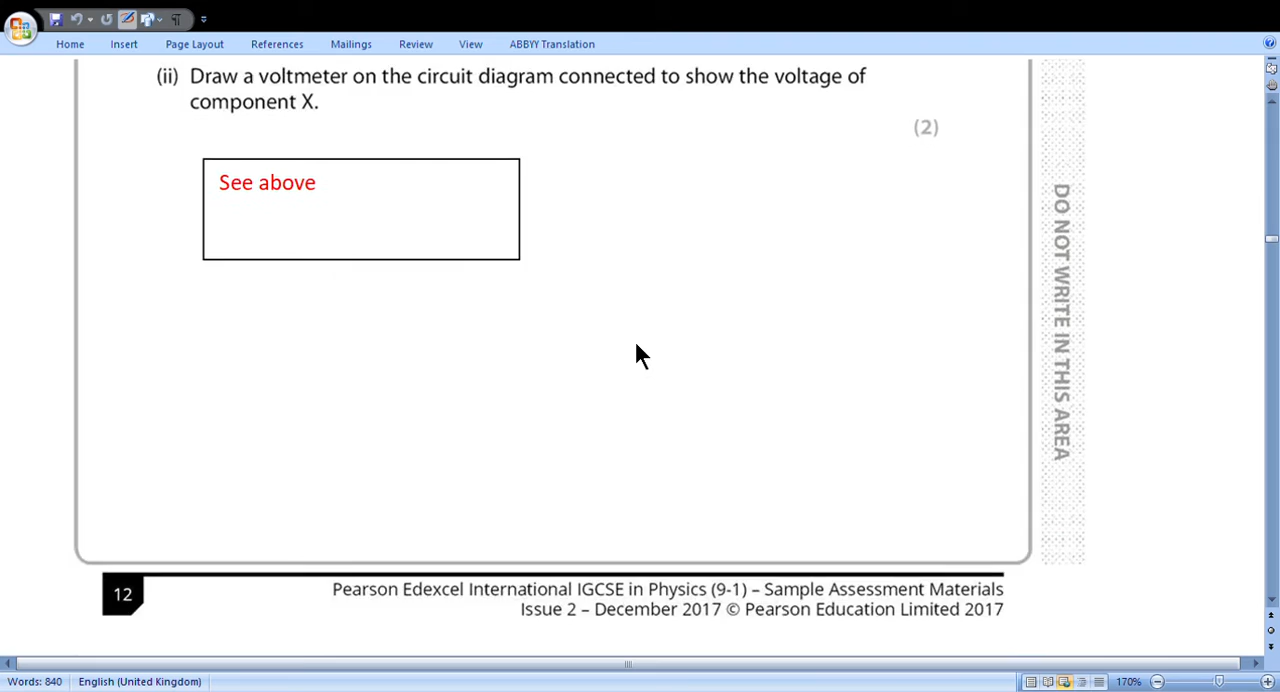 Home Insert Page Layout References Mailings Review View ABBYY Translation
(ii) Draw a voltmeter on the circuit diagram connected to show the voltage of
component X.
(2)
See above
DO NOT WRITE IN THIS AREA
12
Pearson Edexcel International IGCSE in Physics (9-1) – Sample Assessment Materials
Issue 2 – December 2017 © Pearson Education Limited 2017
Words: 840 English (United Kingdom) 170%